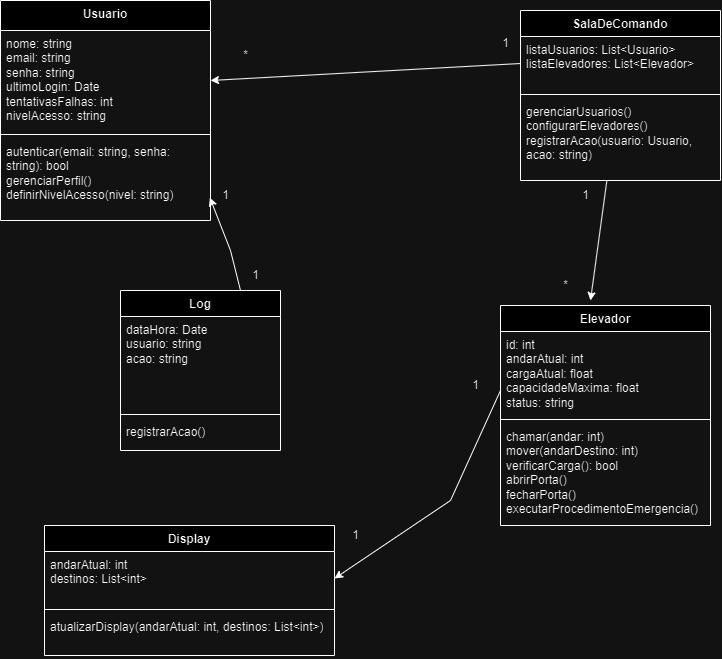 Usuario
nome: string
email: string
senha: string
ultimoLogin: Date
tentativasFalhas: int
nivelAcesso: string
autenticar(email: string, senha:
string): bool
gerenciarPerfil()
definirNivelAcesso(nivel: string)
*
1
SalaDeComando
listaUsuarios: List<Usuario>
listaElevadores: List<Elevador>
gerenciarUsuarios()
configurarElevadores()
registrarAcao(usuario: Usuario,
acao: string)
1
1
1
*
Log
dataHora: Date
usuario: string
acao: string
registrarAcao()
Elevador
id: int
andarAtual: int
cargaAtual: float
capacidadeMaxima: float
status: string
chamar(andar: int)
mover(andarDestino: int)
verificarCarga(): bool
abrirPorta()
fecharPorta()
executarProcedimentoEmergencia()
1
1
Display
andarAtual: int
destinos: List<int>
atualizarDisplay(andarAtual: int, destinos: List<int>)